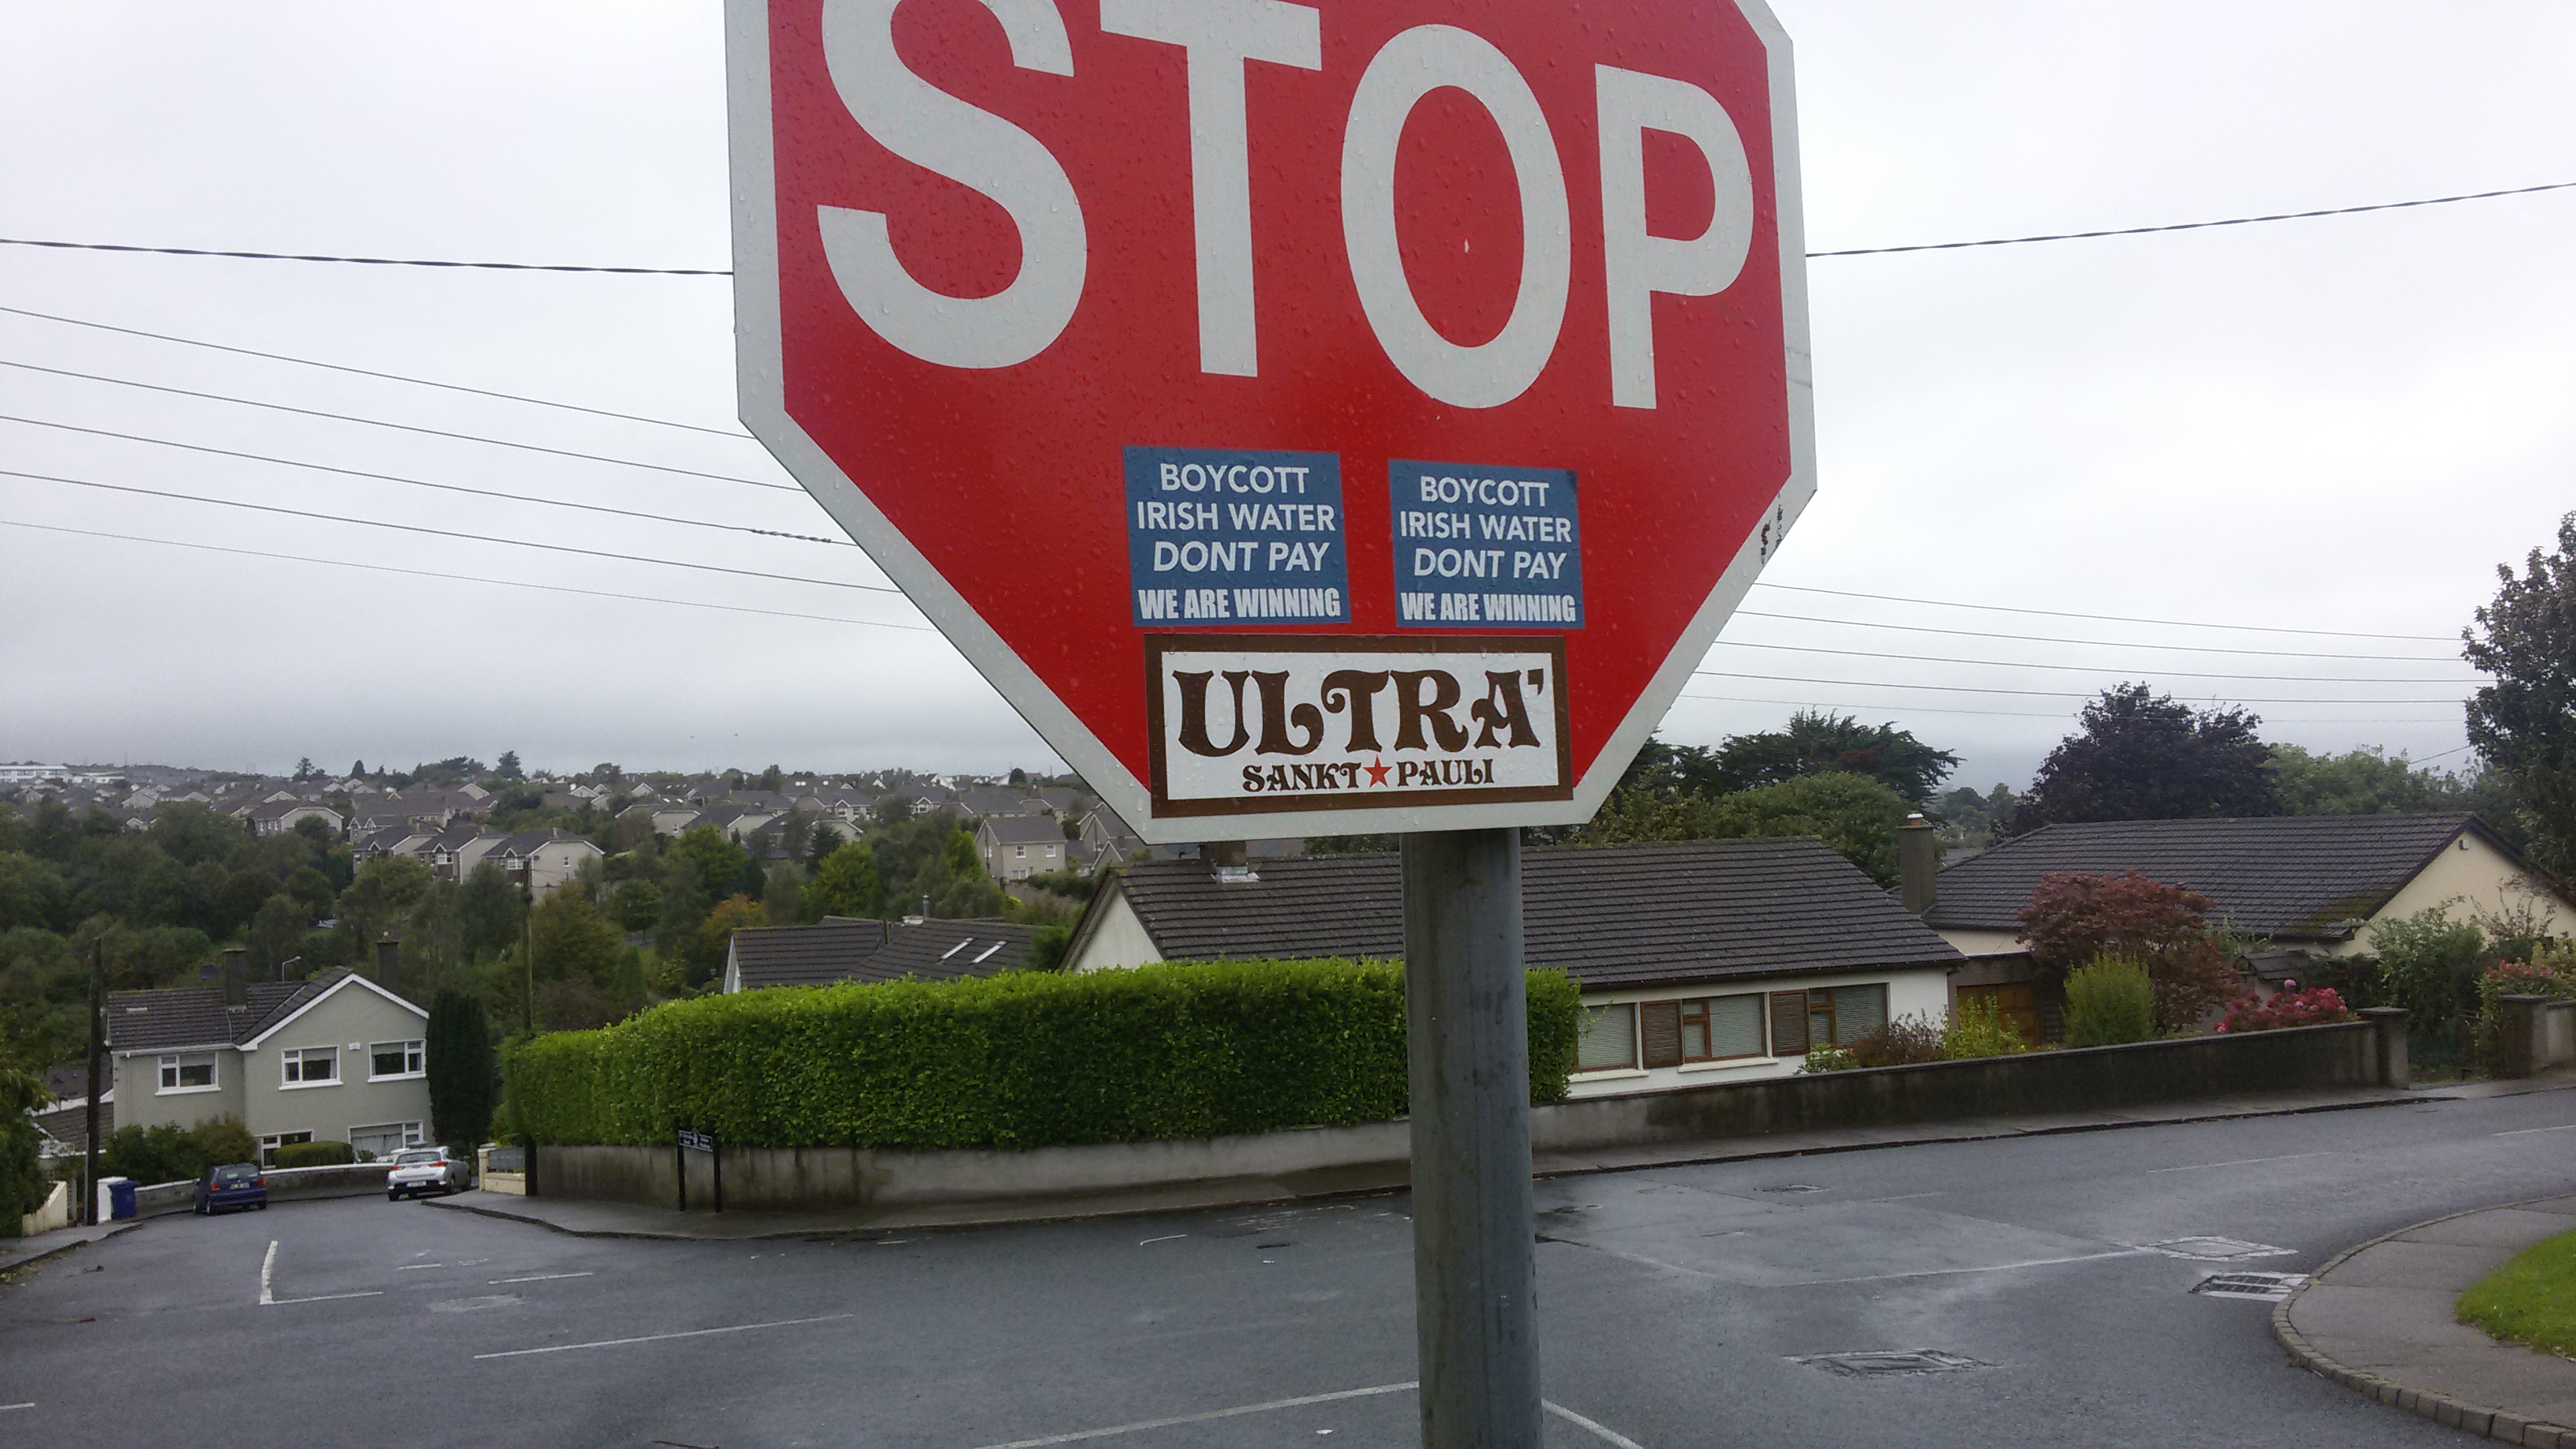 STOP
BOYCOTT
IRISH WATER
DONT PAY
WE ARE WINNING
BOYCOTT
IRISH WATER
DONT PAY
WE ARE WINNING
ULTRA'
SANKT★PAULI